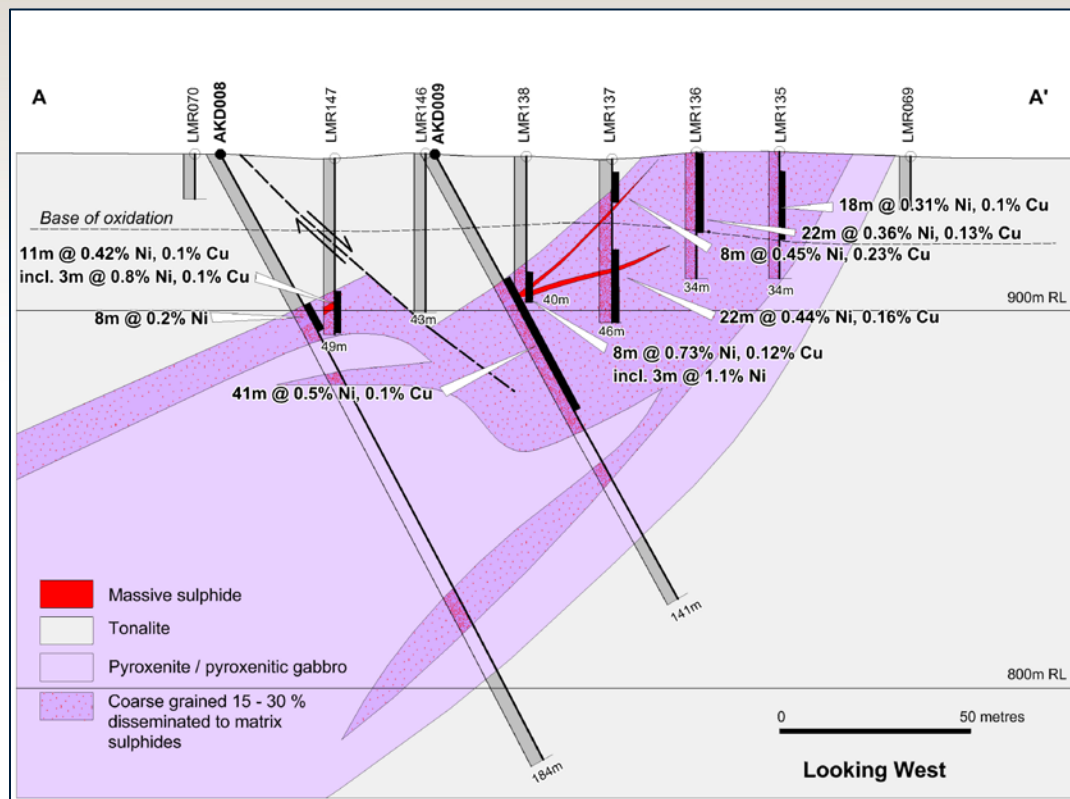 A
A'
LMR070
AKD008
LMR147
LMR146
AKD009
LMR138
LMR137
LMR136
LMR135
LMR069
Base of oxidation
18m @ 0.31% Ni, 0.1% Cu
22m @ 0.36% Ni, 0.13% Cu
8m @ 0.45% Ni, 0.23% Cu
11m @ 0.42% Ni, 0.1% Cu
incl. 3m @ 0.8% Ni, 0.1% Cu
8m @ 0.2% Ni
49m
43m
40m
46m
34m
34m
900m RL
22m @ 0.44% Ni, 0.16% Cu
8m @ 0.73% Ni, 0.12% Cu
incl. 3m @ 1.1% Ni
41m @ 0.5% Ni, 0.1% Cu
141m
184m
800m RL
Massive sulphide
Tonalite
Pyroxenite / pyroxenitic gabbro
Coarse grained 15 - 30 %
disseminated to matrix
sulphides
0
50 metres
Looking West